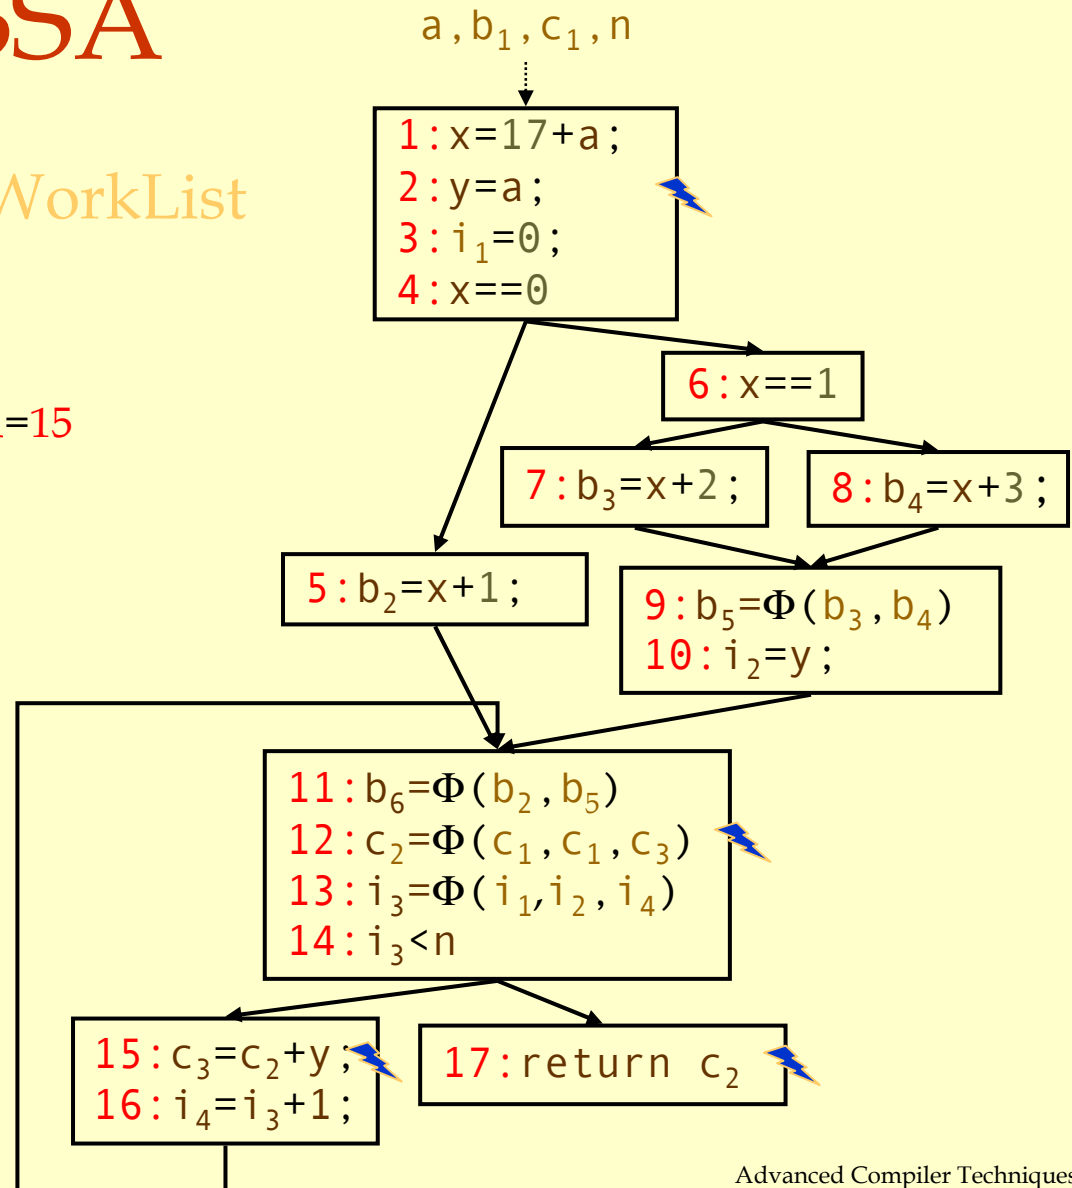 SSA
a,b₁,c₁,n
1:x=17+a;
2:y=a;
3:i₁=0;
4:x==0
WorkList
6:x==1
=15
7:b₃=x+2;
8:b₄=x+3;
5:b₂=x+1;
9:b₅=Φ(b₃,b₄)
10:i₂=y;
11:b₆=Φ(b₂,b₅)
12:c₂=Φ(c₁,c₁,c₃)
13:i₃=Φ(i₁,i₂,i₄)
14:i₃<n
15:c₃=c₂+y;
16:i₄=i₃+1;
17:return c₂
Advanced Compiler Techniques